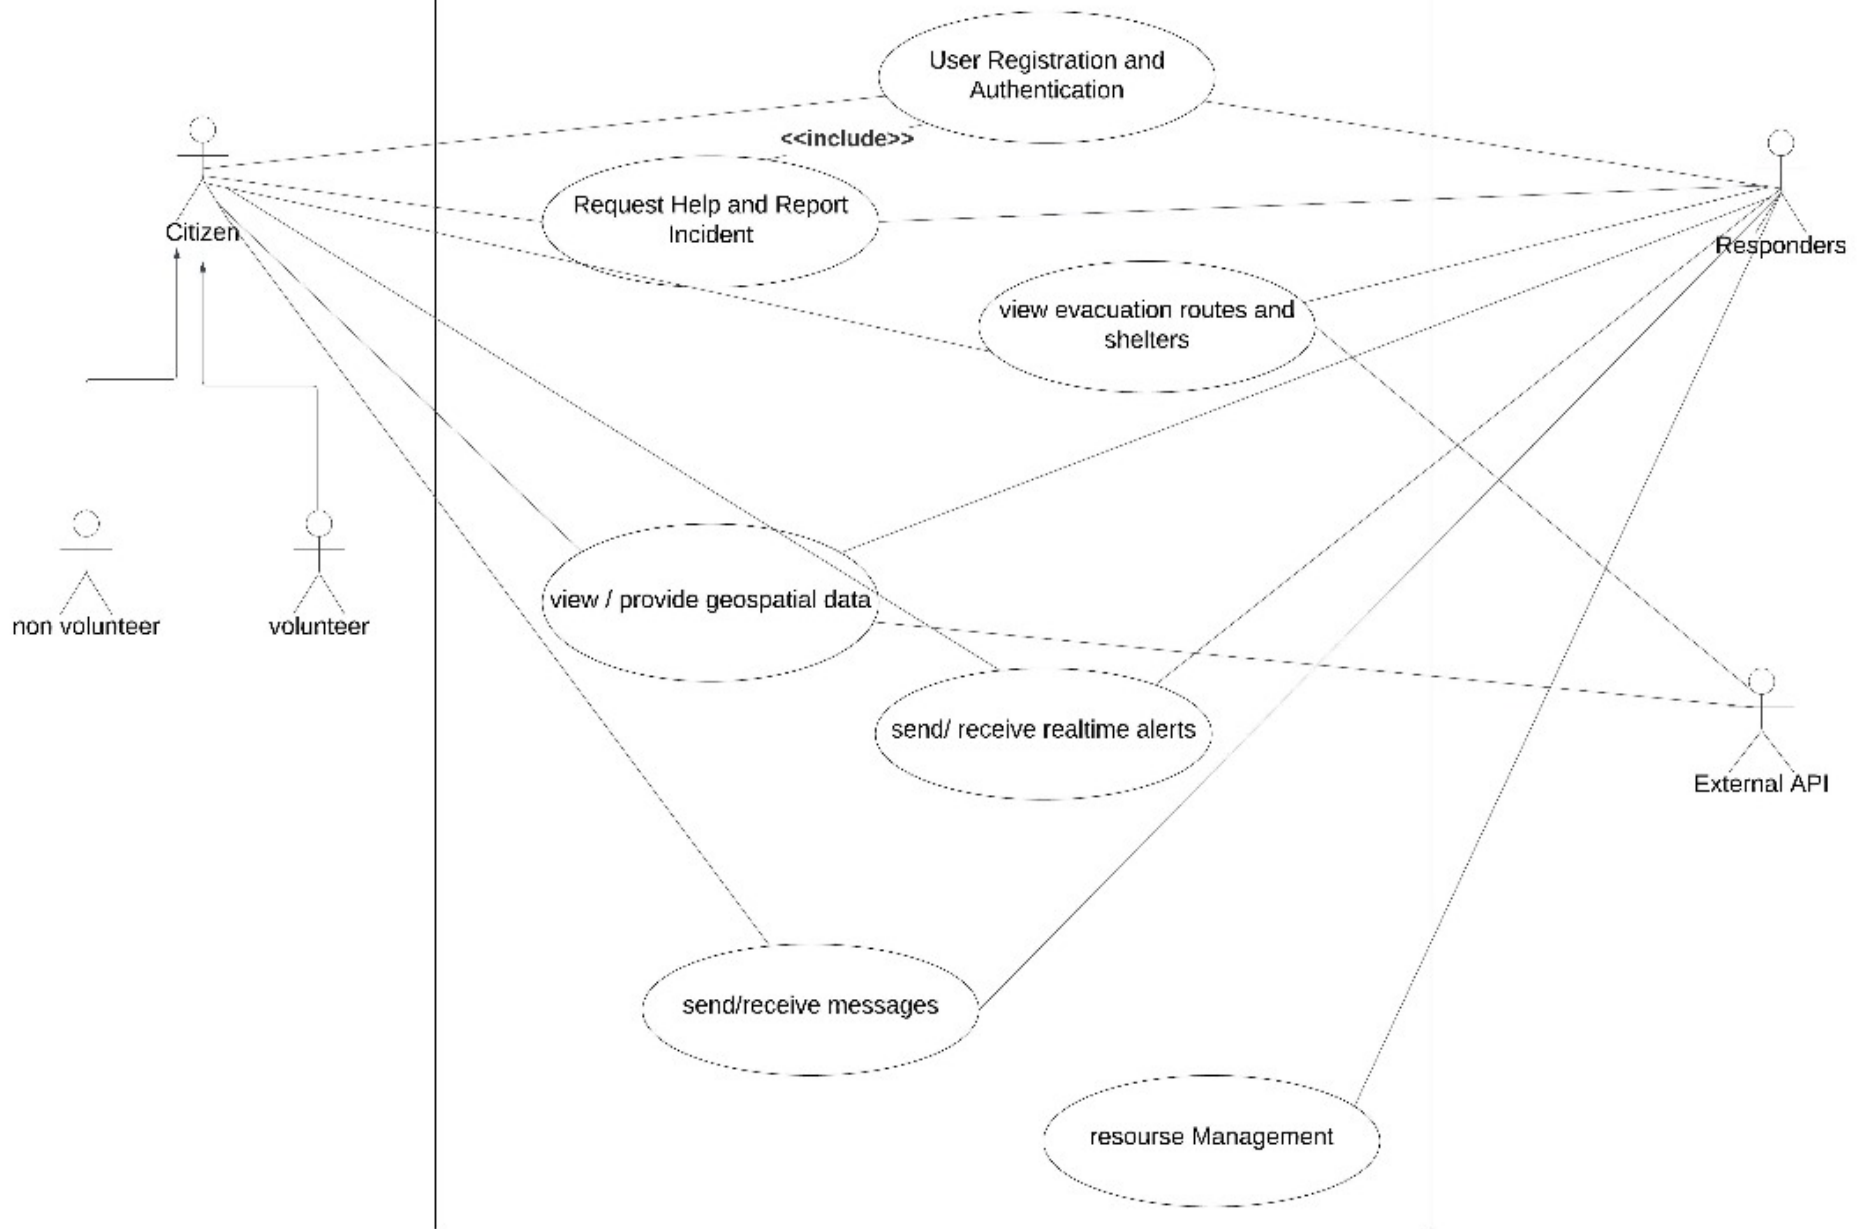 User Registration and
Authentication
<<include>>
Request Help and Report
Incident
Citizen
Responders
view evacuation routes and
shelters
view / provide geospatial data
non volunteer
volunteer
send/ receive realtime alerts
External API
send/receive messages
resourse Management